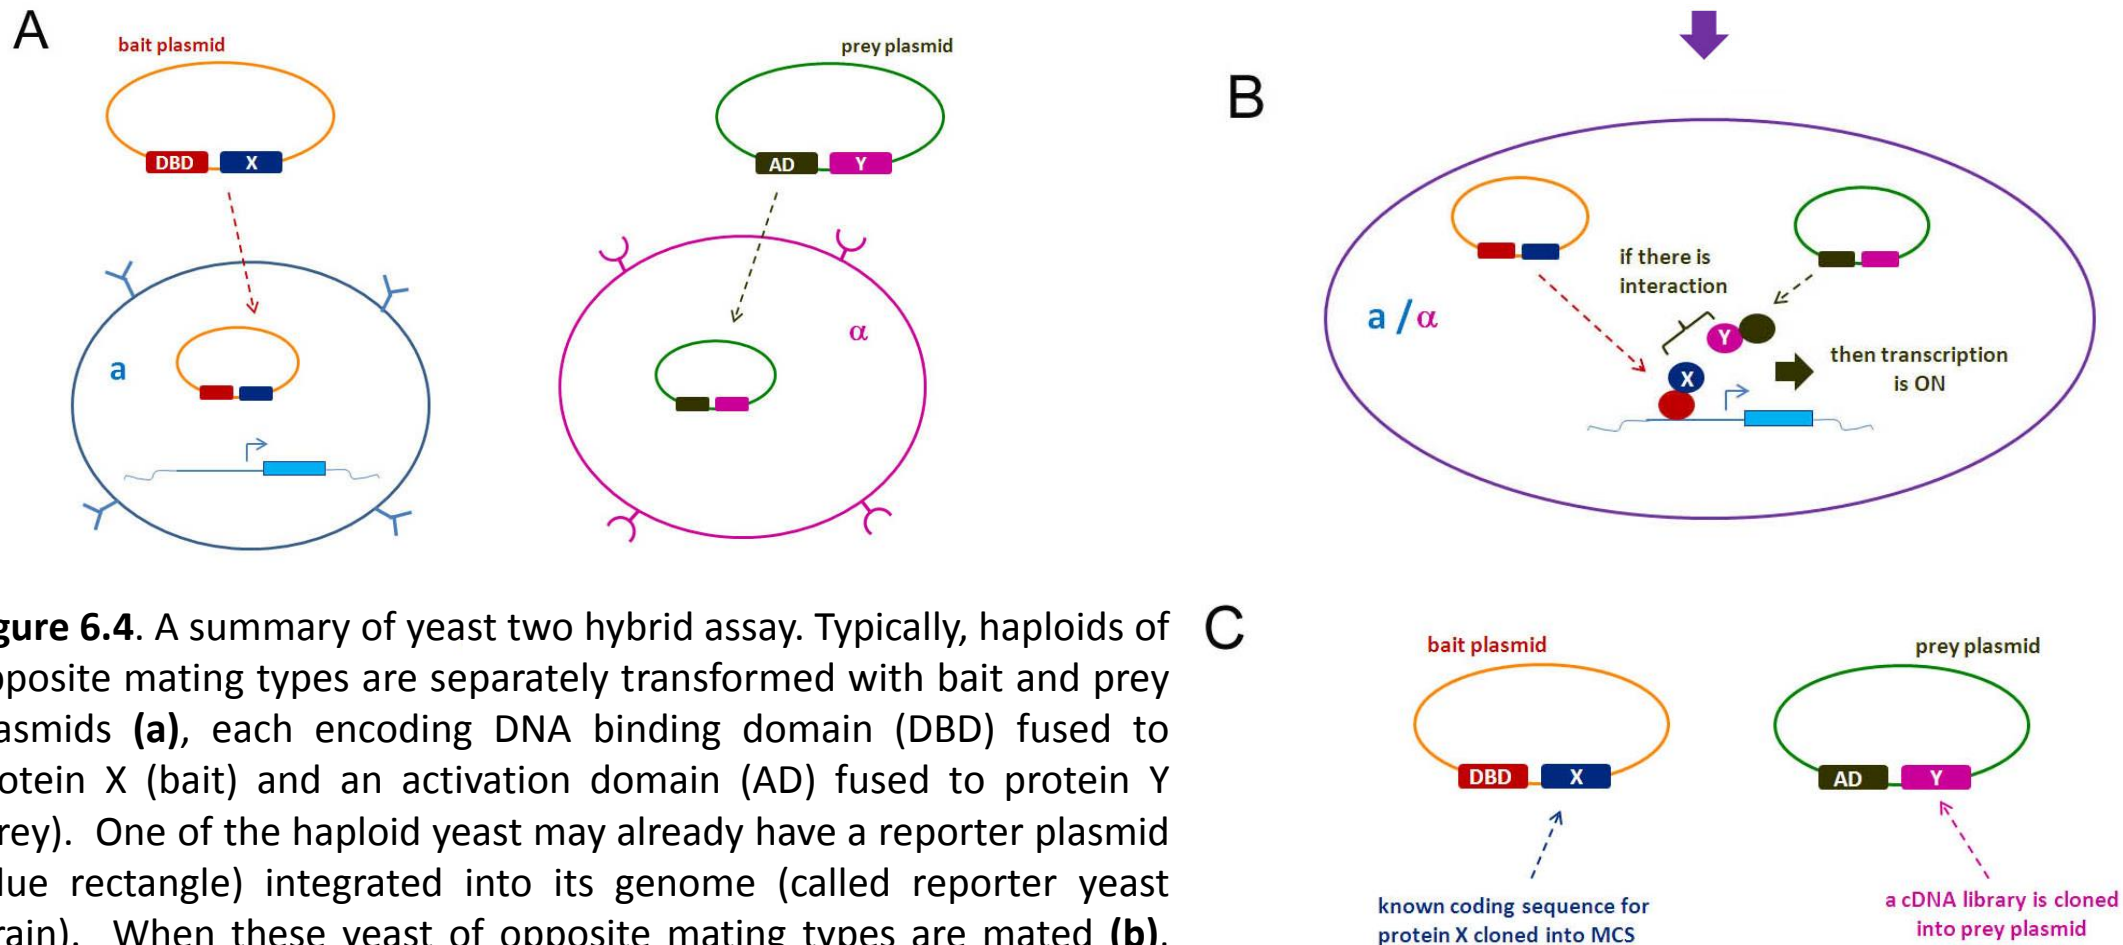 A
bait plasmid
DBD X
prey plasmid
AD Y
a
α
B
if there is
interaction
a / α
Y
X
then transcription
is ON
gure 6.4. A summary of yeast two hybrid assay. Typically, haploids of
pposite mating types are separately transformed with bait and prey
asmids (a), each encoding DNA binding domain (DBD) fused to
rotein X (bait) and an activation domain (AD) fused to protein Y
rey). One of the haploid yeast may already have a reporter plasmid
lue rectangle) integrated into its genome (called reporter yeast
rain). When these yeast of opposite mating types are mated (b),
C
bait plasmid
DBD X
prey plasmid
AD Y
known coding sequence for
protein X cloned into MCS
a cDNA library is cloned
into prey plasmid